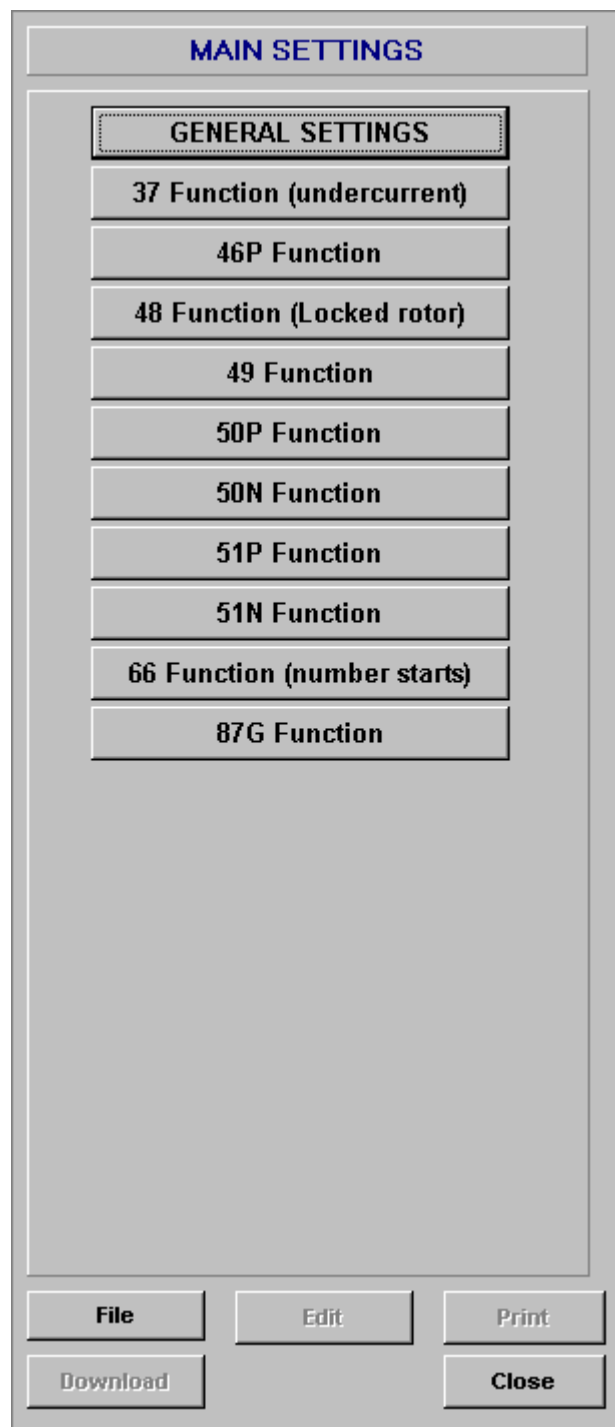 MAIN SETTINGS
GENERAL SETTINGS
37 Function (undercurrent)
46P Function
48 Function (Locked rotor)
49 Function
50P Function
50N Function
51P Function
51N Function
66 Function (number starts)
87G Function
File Edit Print
Download Close